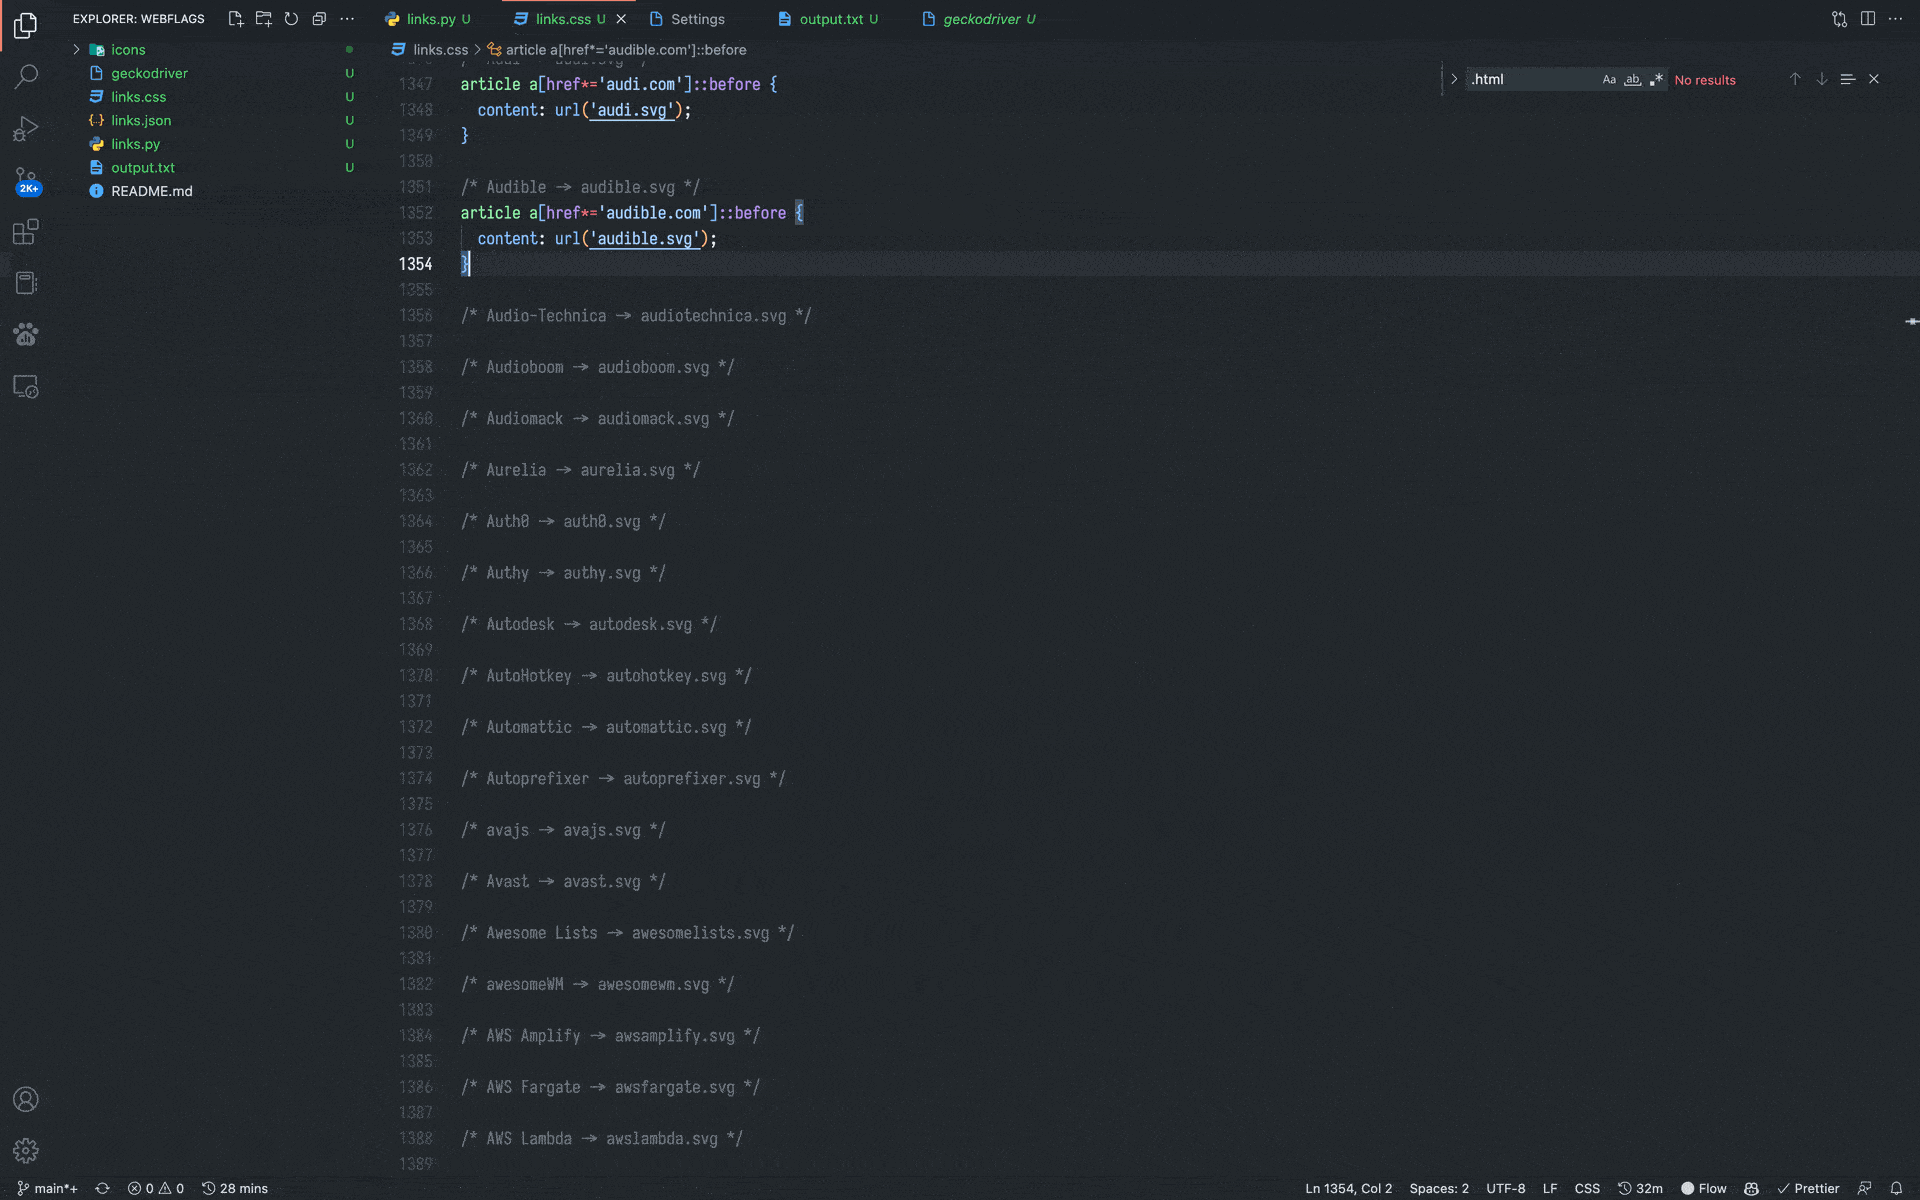 EXPLORER: WEBFLAGS
links.py U
links.css U
Settings
output.txt U
geckodriver U
icons
geckodriver U
links.css U
links.json U
links.py U
output.txt U
README.md
2K+
links.css > article a[href*='audible.com']::before
.html
Aa ab .* No results
1347 article a[href*='audi.com']::before {
1348 content: url('audi.svg');
1349 }
1350
1351 /* Audible -> audible.svg */
1352 article a[href*='audible.com']::before {
1353 content: url('audible.svg');
1354 }
1355
1356 /* Audio-Technica -> audiotechnica.svg */
1357
1358 /* Audioboom -> audioboom.svg */
1359
1360 /* Audiomack -> audiomack.svg */
1361
1362 /* Aurelia -> aurelia.svg */
1363
1364 /* Auth0 -> auth0.svg */
1365
1366 /* Authy -> authy.svg */
1367
1368 /* Autodesk -> autodesk.svg */
1369
1370 /* AutoHotkey -> autohotkey.svg */
1371
1372 /* Automattic -> automattic.svg */
1373
1374 /* Autoprefixer -> autoprefixer.svg */
1375
1376 /* avajs -> avajs.svg */
1377
1378 /* Avast -> avast.svg */
1379
1380 /* Awesome Lists -> awesomelists.svg */
1381
1382 /* awesomeWM -> awesomewm.svg */
1383
1384 /* AWS Amplify -> awsamplify.svg */
1385
1386 /* AWS Fargate -> awsfargate.svg */
1387
1388 /* AWS Lambda -> awslambda.svg */
1389
main*+ 0 0 28 mins
Ln 1354, Col 2 Spaces: 2 UTF-8 LF CSS 32m Flow Prettier